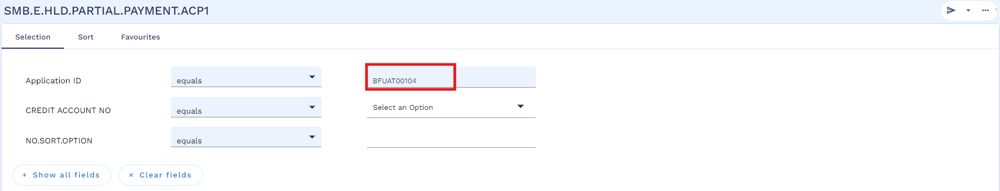 SMB.E.HLD.PARTIAL.PAYMENT.ACP1
Selection Sort Favourites
Application ID equals BFUAT00104
CREDIT ACCOUNT NO equals Select an Option
NO.SORT.OPTION equals
+ Show all fields × Clear fields